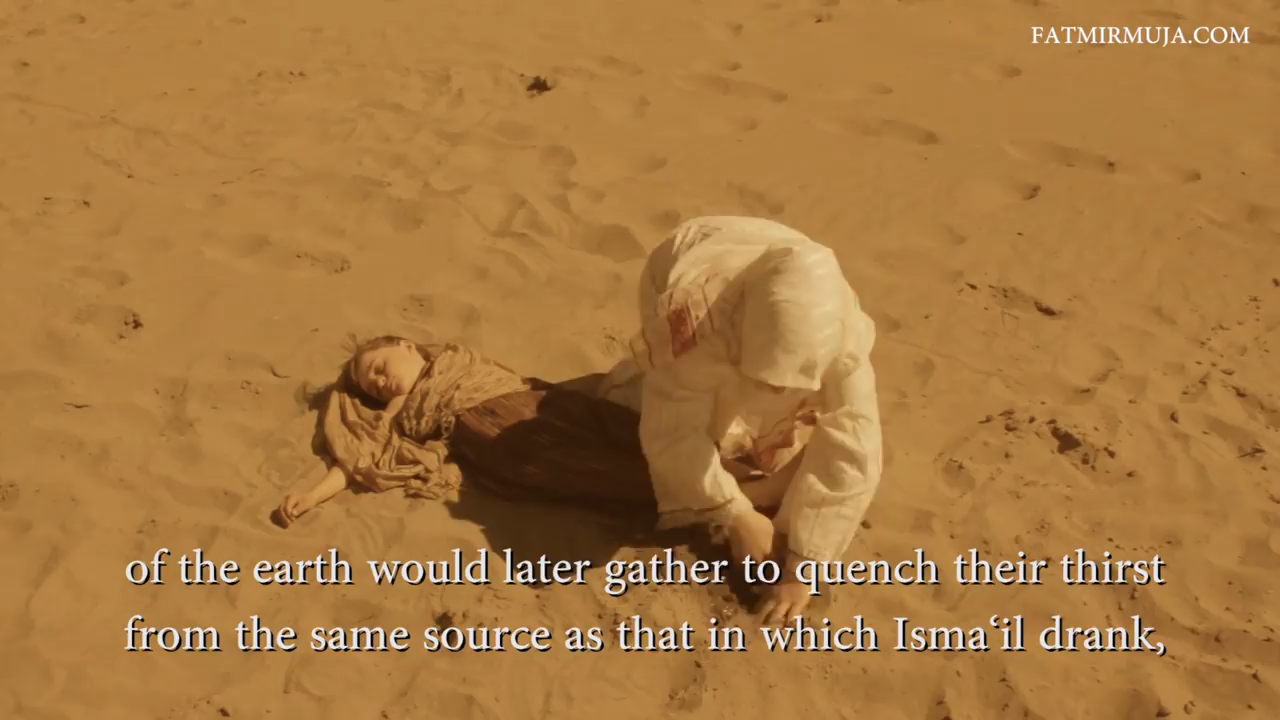 FATMIRMUJA.COM
of the earth would later gather to quench their thirst
from the same source as that in which Isma‘il drank,